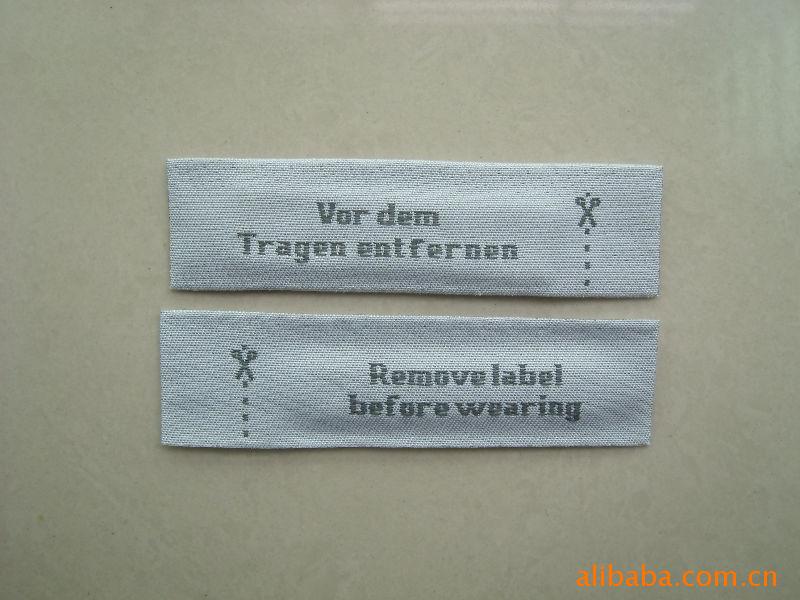 Vor dem
Tragen entfernen
Remove label
before wearing
alibaba.com.cn